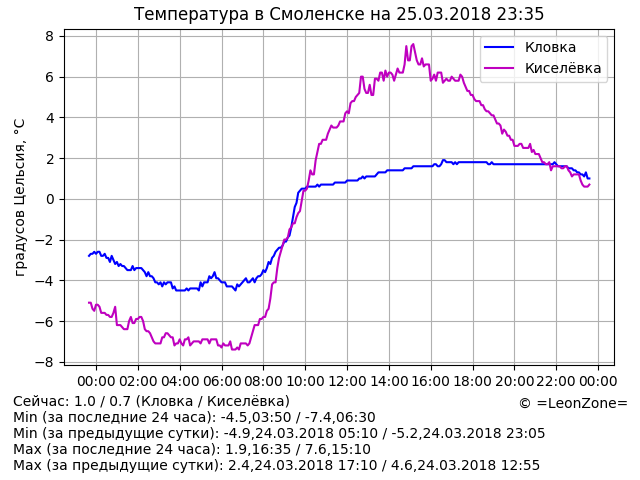 Температура в Смоленске на 25.03.2018 23:35
8
6
4
2
0
−2
−4
−6
−8
градусов Цельсия, °C
Кловка
Киселёвка
00:00 02:00 04:00 06:00 08:00 10:00 12:00 14:00 16:00 18:00 20:00 22:00 00:00
Сейчас: 1.0 / 0.7 (Кловка / Киселёвка)
© =LeonZone=
Min (за последние 24 часа): -4.5,03:50 / -7.4,06:30
Min (за предыдущие сутки): -4.9,24.03.2018 05:10 / -5.2,24.03.2018 23:05
Max (за последние 24 часа): 1.9,16:35 / 7.6,15:10
Max (за предыдущие сутки): 2.4,24.03.2018 17:10 / 4.6,24.03.2018 12:55